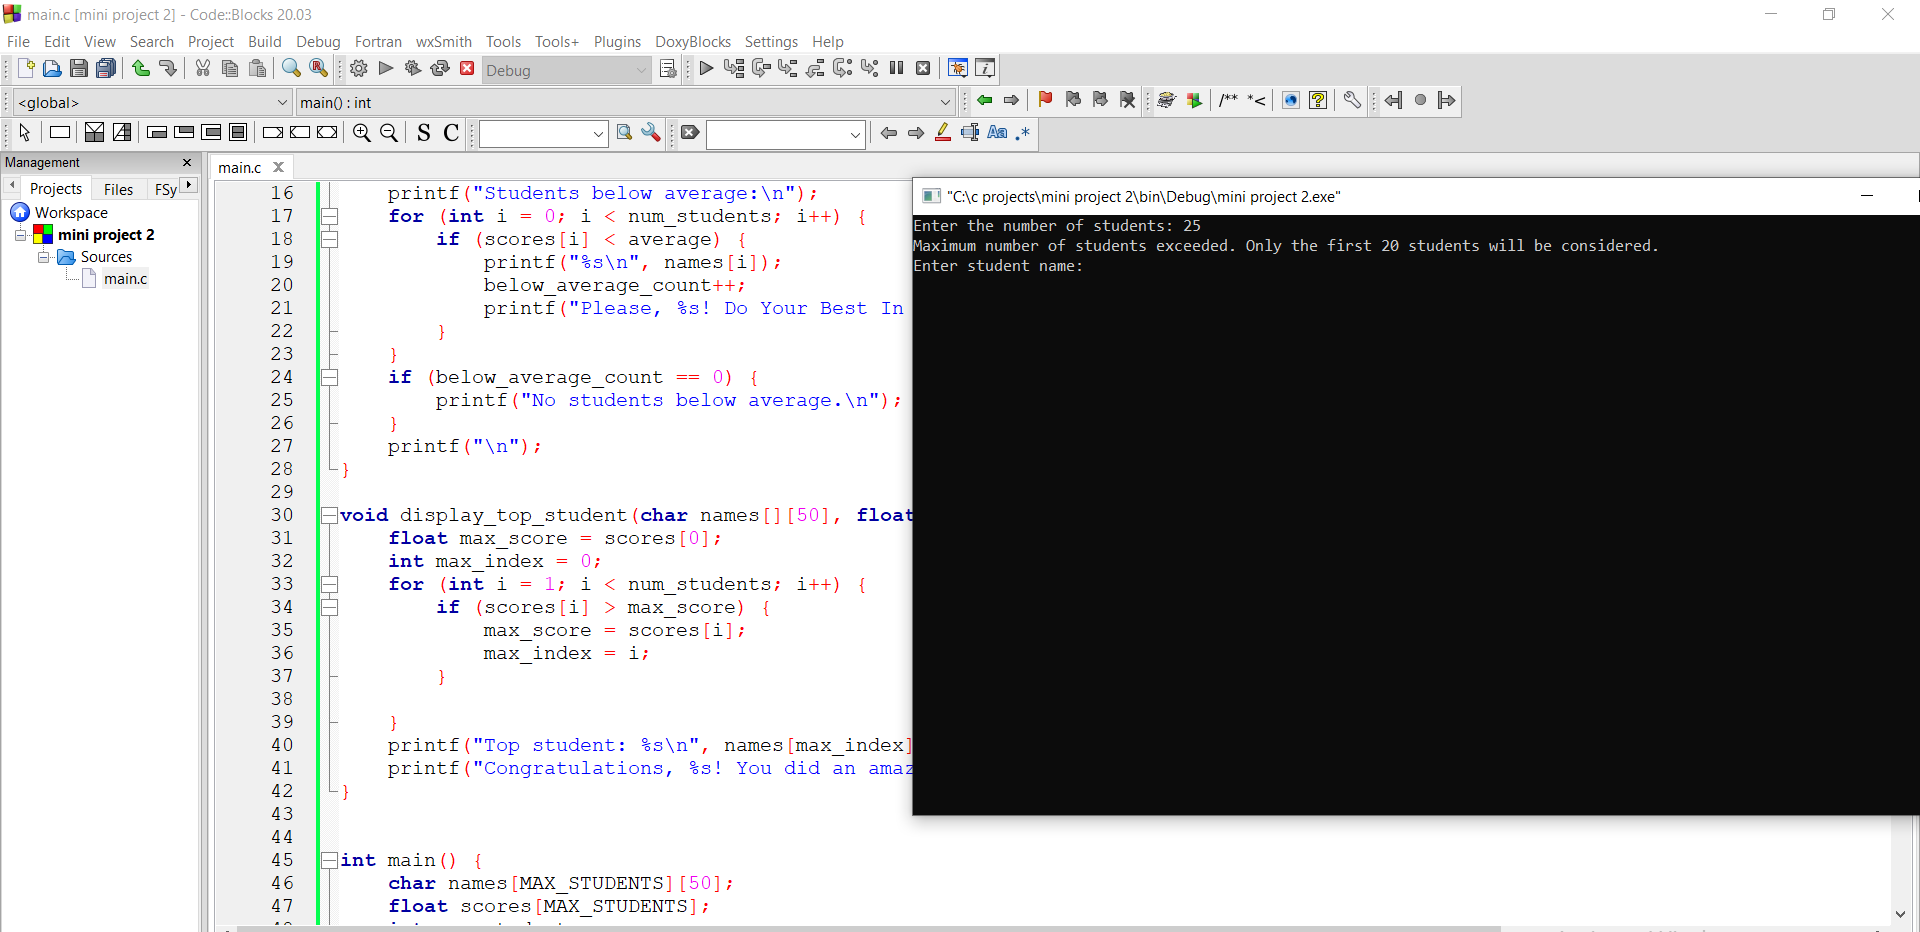 main.c [mini project 2] - Code::Blocks 20.03
File Edit View Search Project Build Debug Fortran wxSmith Tools Tools+ Plugins DoxyBlocks Settings Help
Debug
<global> main() : int
/** *<
S C Aa .*
Management
Projects Files FSy
Workspace
mini project 2
Sources
main.c
main.c
16 printf("Students below average:\n");
17 for (int i = 0; i < num_students; i++) {
18 if (scores[i] < average) {
19 printf("%s\n", names[i]);
20 below_average_count++;
21 printf("Please, %s! Do Your Best In
22 }
23 }
24 if (below_average_count == 0) {
25 printf("No students below average.\n");
26 }
27 printf("\n");
28 }
29
30 void display_top_student(char names[][50], float
31 float max_score = scores[0];
32 int max_index = 0;
33 for (int i = 1; i < num_students; i++) {
34 if (scores[i] > max_score) {
35 max_score = scores[i];
36 max_index = i;
37 }
38
39 }
40 printf("Top student: %s\n", names[max_index]
41 printf("Congratulations, %s! You did an amaz
42 }
43
44
45 int main() {
46 char names[MAX_STUDENTS][50];
47 float scores[MAX_STUDENTS];
"C:\c projects\mini project 2\bin\Debug\mini project 2.exe"
Enter the number of students: 25
Maximum number of students exceeded. Only the first 20 students will be considered.
Enter student name: